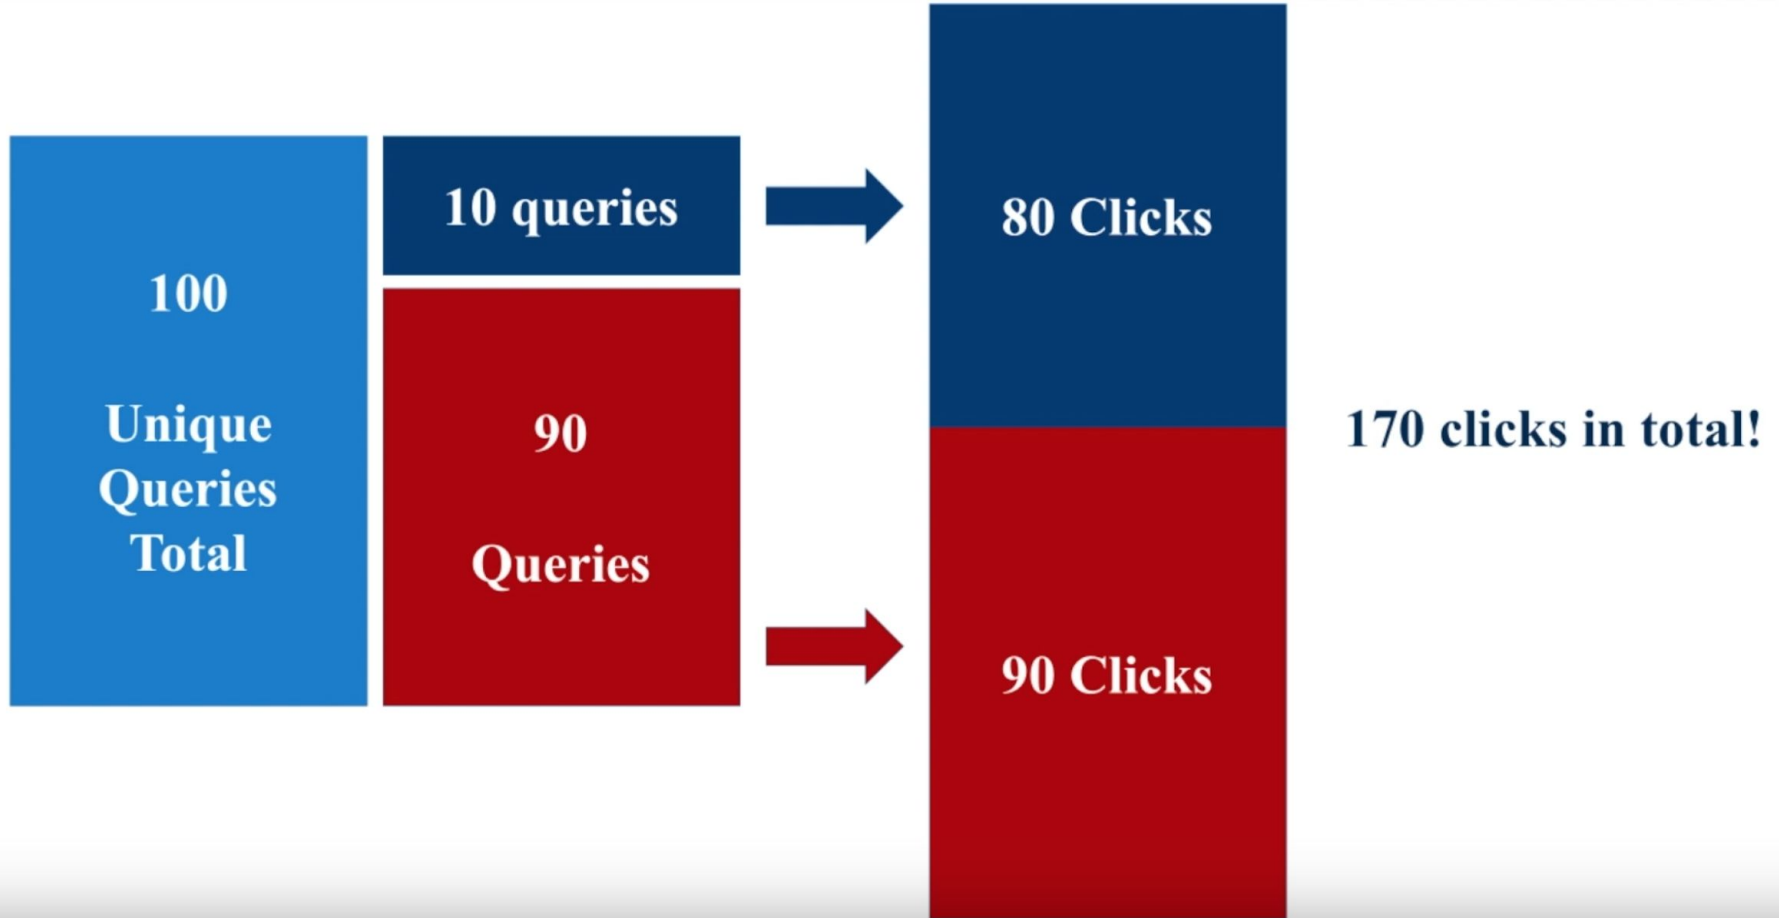 100
Unique
Queries
Total
10 queries
90
Queries
80 Clicks
90 Clicks
170 clicks in total!